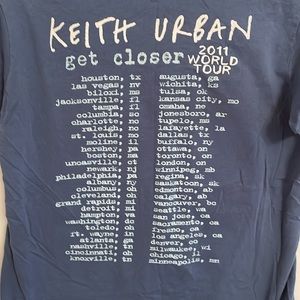 KEITH URBAN
get closer 2011 WORLD TOUR
houston, tx augusta, ga
las vegas, nv wichita, ks
biloxi, ms tulsa, ok
jacksonville, fl kansas city, mo
tampa, fl omaha, ne
columbia, sc jonesboro, ar
charlotte, nc tupelo, ms
raleigh, nc lafayette, la
st. louis, mo dallas, tx
moline, il buffalo, ny
hershey, pa ottawa, on
boston, ma toronto, on
uncasville, ct london, on
newark, nj winnipeg, mb
philadelphia, pa regina, sk
albany, ny saskatoon, sk
columbus, oh edmonton, ab
cleveland, oh calgary, ab
grand rapids, mi vancouver, bc
detroit, mi seattle, wa
hampton, va san jose, ca
washington, dc sacramento, ca
toledo, oh fresno, ca
ft. wayne, in los angeles, ca
atlanta, ga denver, co
nashville, tn milwaukee, wi
cincinnati, oh chicago, il
knoxville, tn minneapolis, mn